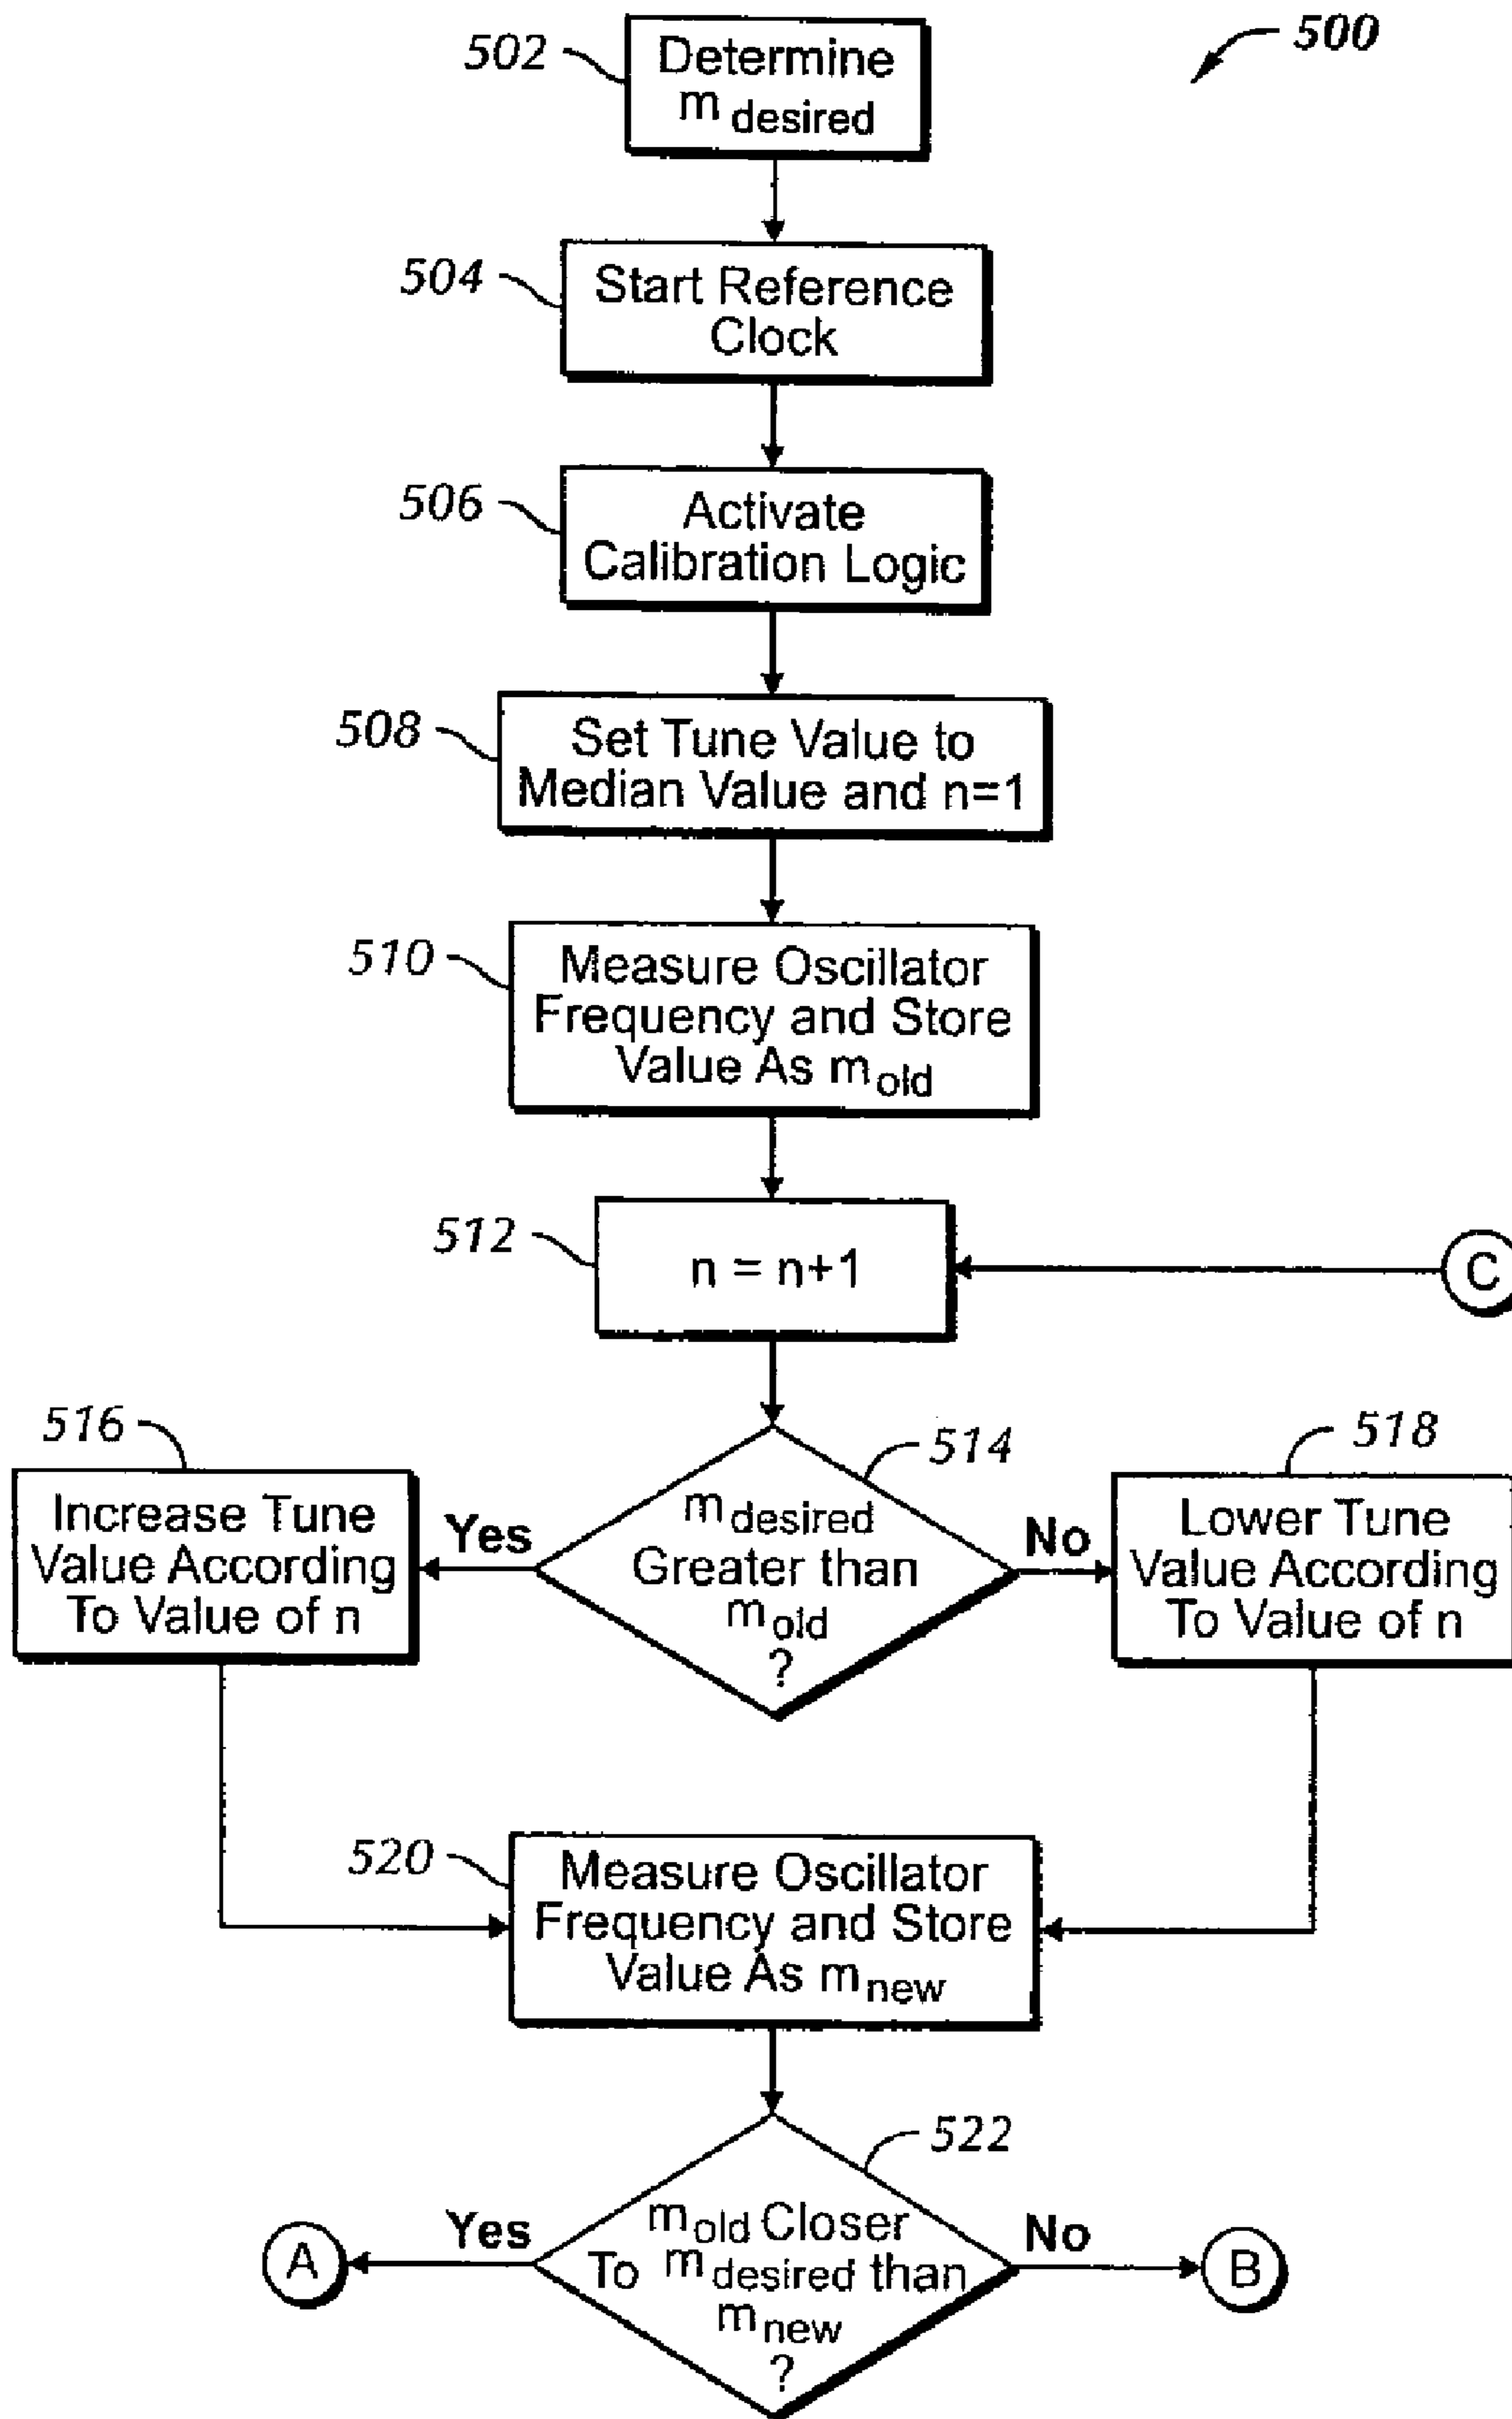 500
502
Determine
m desired
504
Start Reference
Clock
506
Activate
Calibration Logic
508
Set Tune Value to
Median Value and n=1
510
Measure Oscillator
Frequency and Store
Value As m old
512
n = n+1
C
514
m desired
Greater than
m old
?
Yes
No
516
Increase Tune
Value According
To Value of n
518
Lower Tune
Value According
To Value of n
520
Measure Oscillator
Frequency and Store
Value As m new
522
m old Closer
To m desired than
m new
?
Yes
No
A
B